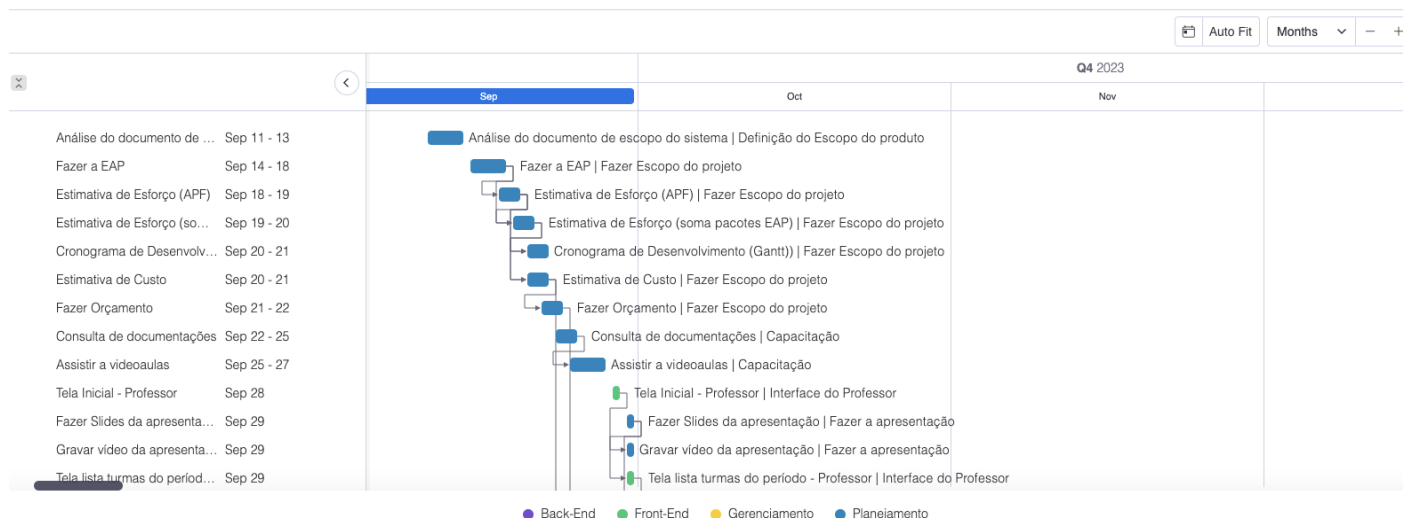 Auto Fit Months
Q4 2023
Sep Oct Nov
Análise do documento de ... Sep 11 - 13 Análise do documento de escopo do sistema | Definição do Escopo do produto
Fazer a EAP Sep 14 - 18 Fazer a EAP | Fazer Escopo do projeto
Estimativa de Esforço (APF) Sep 18 - 19 Estimativa de Esforço (APF) | Fazer Escopo do projeto
Estimativa de Esforço (so... Sep 19 - 20 Estimativa de Esforço (soma pacotes EAP) | Fazer Escopo do projeto
Cronograma de Desenvolv... Sep 20 - 21 Cronograma de Desenvolvimento (Gantt)) | Fazer Escopo do projeto
Estimativa de Custo Sep 20 - 21 Estimativa de Custo | Fazer Escopo do projeto
Fazer Orçamento Sep 21 - 22 Fazer Orçamento | Fazer Escopo do projeto
Consulta de documentações Sep 22 - 25 Consulta de documentações | Capacitação
Assistir a videoaulas Sep 25 - 27 Assistir a videoaulas | Capacitação
Tela Inicial - Professor Sep 28 Tela Inicial - Professor | Interface do Professor
Fazer Slides da apresenta... Sep 29 Fazer Slides da apresentação | Fazer a apresentação
Gravar vídeo da apresenta... Sep 29 Gravar vídeo da apresentação | Fazer a apresentação
Tela lista turmas do períod... Sep 29 Tela lista turmas do período - Professor | Interface do Professor
Back-End Front-End Gerenciamento Planejamento